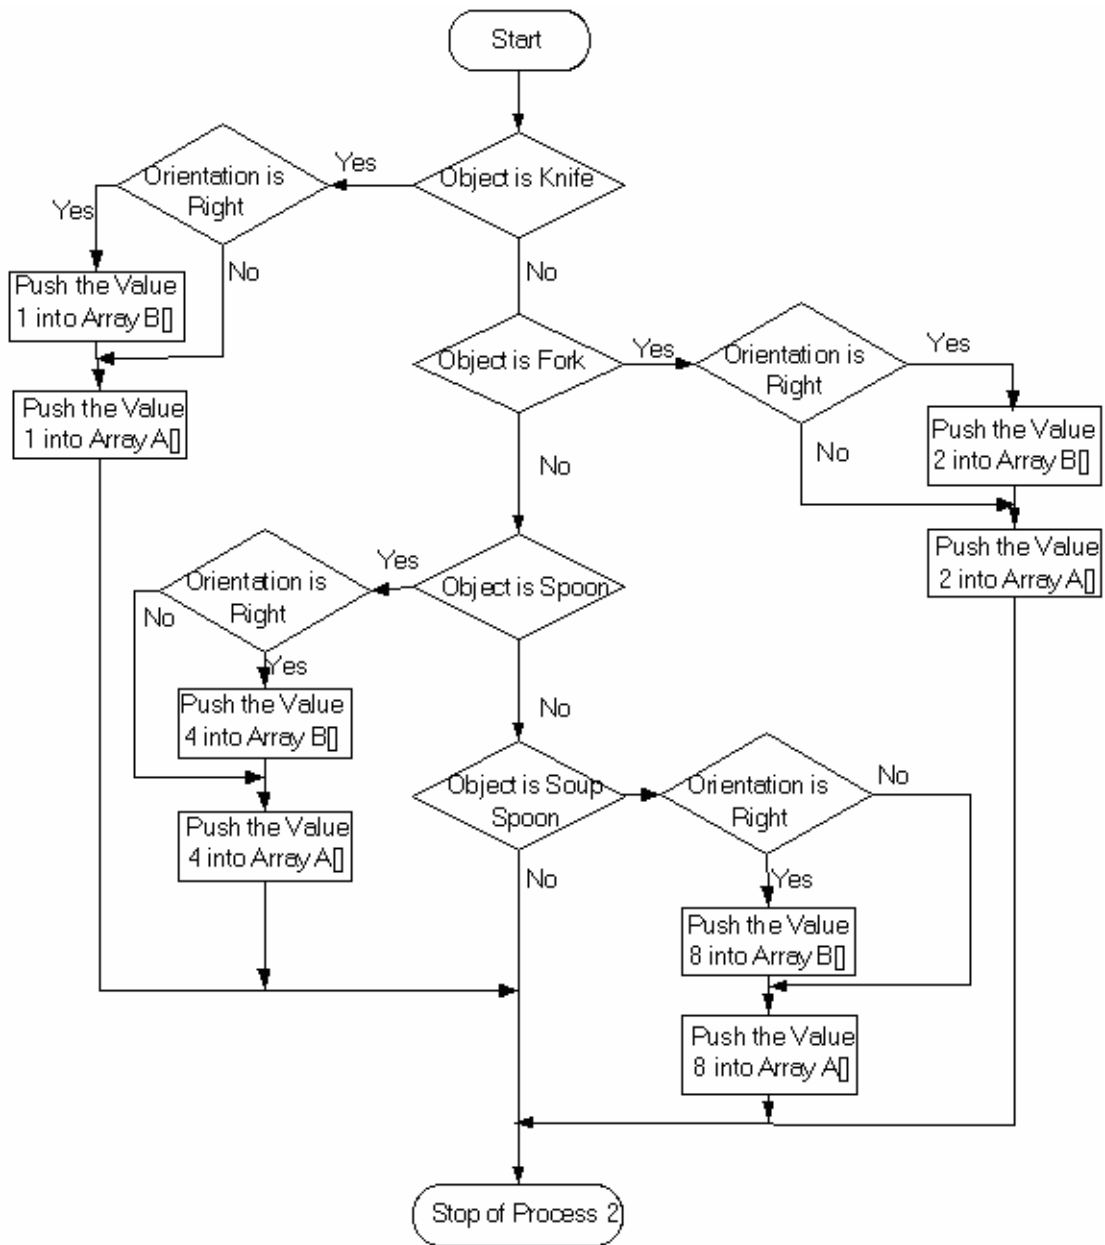 Start
Object is Knife
Yes
Orientation is
Right
Yes
No
Push the Value
1 into Array B[]
Push the Value
1 into Array A[]
No
Object is Fork
Yes
Orientation is
Right
Yes
No
Push the Value
2 into Array B[]
Push the Value
2 into Array A[]
No
Object is Spoon
Yes
Orientation is
Right
No
Yes
Push the Value
4 into Array B[]
Push the Value
4 into Array A[]
No
Object is Soup
Spoon
Orientation is
Right
No
Yes
Push the Value
8 into Array B[]
Push the Value
8 into Array A[]
No
Stop of Process 2